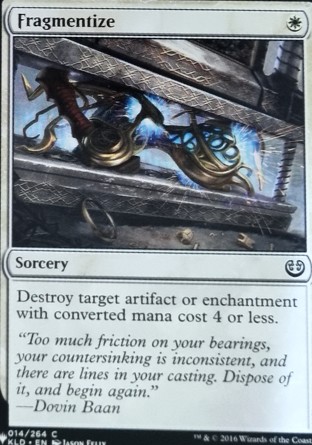 Fragmentize
Sorcery
Destroy target artifact or enchantment
with converted mana cost 4 or less.
"Too much friction on your bearings,
your countersinking is inconsistent, and
there are lines in your casting. Dispose of
it, and begin again."
—Dovin Baan
014/264 C
KLD • EN JASON FELIX
™ & © 2016 Wizards of the Coast